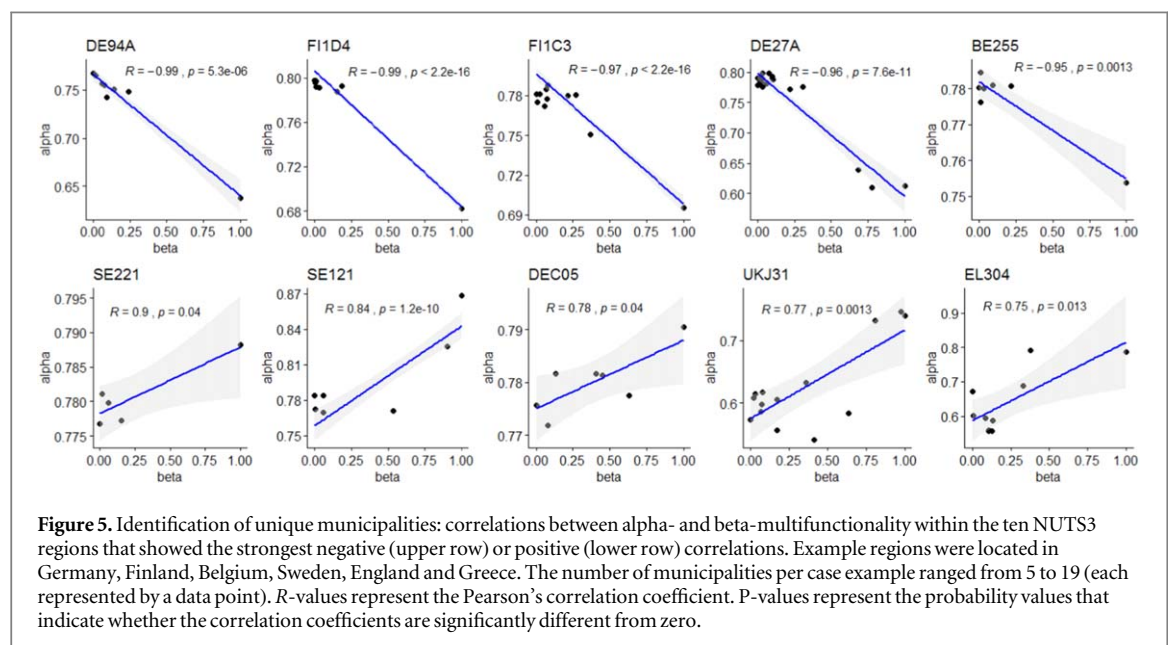 DE94A
R = −0.99 , p = 5.3e−06
0.75
0.70
0.65
alpha
0.00 0.25 0.50 0.75 1.00
beta
FI1D4
R = −0.99 , p < 2.2e-16
0.80
0.76
0.72
0.68
alpha
0.00 0.25 0.50 0.75 1.00
beta
FI1C3
R = −0.97 , p < 2.2e-16
0.78
0.75
0.72
0.69
alpha
0.00 0.25 0.50 0.75 1.00
beta
DE27A
R = −0.96 , p = 7.6e−11
0.80
0.75
0.70
0.65
0.60
alpha
0.00 0.25 0.50 0.75 1.00
beta
BE255
R = −0.95 , p = 0.0013
0.78
0.77
0.76
0.75
alpha
0.00 0.25 0.50 0.75 1.00
beta
SE221
R = 0.9 , p = 0.04
0.795
0.790
0.785
0.780
0.775
alpha
0.00 0.25 0.50 0.75 1.00
beta
SE121
R = 0.84 , p = 1.2e-10
0.87
0.84
0.81
0.78
0.75
alpha
0.00 0.25 0.50 0.75 1.00
beta
DEC05
R = 0.78 , p = 0.04
0.79
0.78
0.77
alpha
0.00 0.25 0.50 0.75 1.00
beta
UKJ31
R = 0.77 , p = 0.0013
0.7
0.6
alpha
0.00 0.25 0.50 0.75 1.00
beta
EL304
R = 0.75 , p = 0.013
0.9
0.8
0.7
0.6
alpha
0.00 0.25 0.50 0.75 1.00
beta
Figure 5. Identification of unique municipalities: correlations between alpha- and beta-multifunctionality within the ten NUTS3
regions that showed the strongest negative (upper row) or positive (lower row) correlations. Example regions were located in
Germany, Finland, Belgium, Sweden, England and Greece. The number of municipalities per case example ranged from 5 to 19 (each
represented by a data point). R-values represent the Pearson's correlation coefficient. P-values represent the probability values that
indicate whether the correlation coefficients are significantly different from zero.